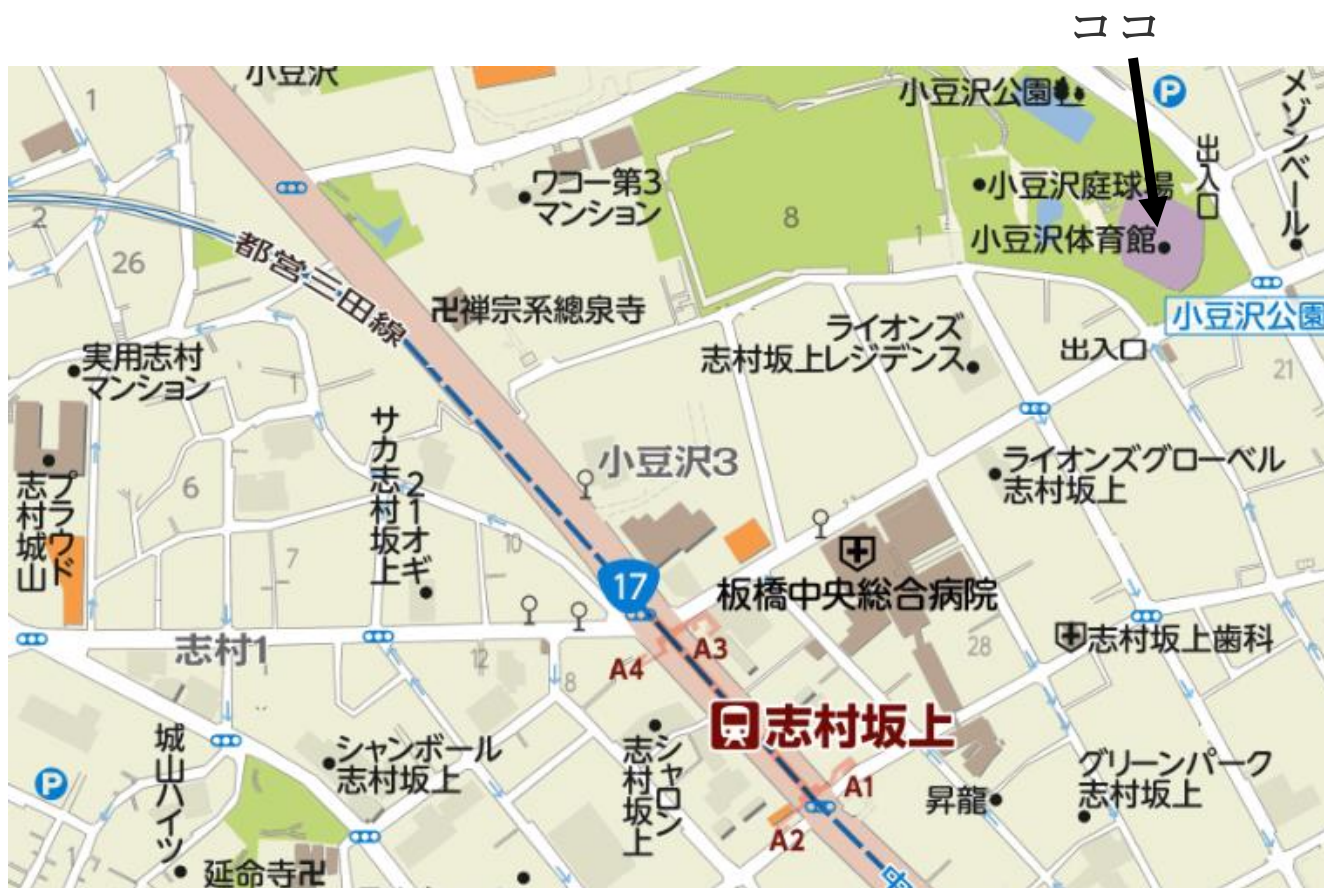 ココ
小豆沢
1
17
2
26
都営三田線
ワコー第3
マンション
小豆沢公園
P
メゾンベール
出入口
小豆沢庭球場
小豆沢体育館
8
1
卍禅宗系總泉寺
小豆沢公園
実用志村
マンション
1
ライオンズ
志村坂上レジデンス
出入口
21
サカ志村坂上
21オギ
小豆沢3
ライオンズグローベル
志村坂上
プラウド
志村城山
6
7
10
17
板橋中央総合病院
志村1
12
8
A4
A3
28
志村坂上歯科
志村坂上
城山ハイツ
シャンボール
志村坂上
シャロン
志村坂上
A1
A2
昇龍
グリーンパーク
志村坂上
P
延命寺卍
1
17